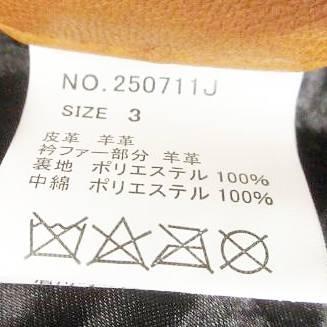 NO.250711J
SIZE 3
皮革 羊革
衿ファー部分 羊革
裏地 ポリエステル 100%
中綿 ポリエステル 100%